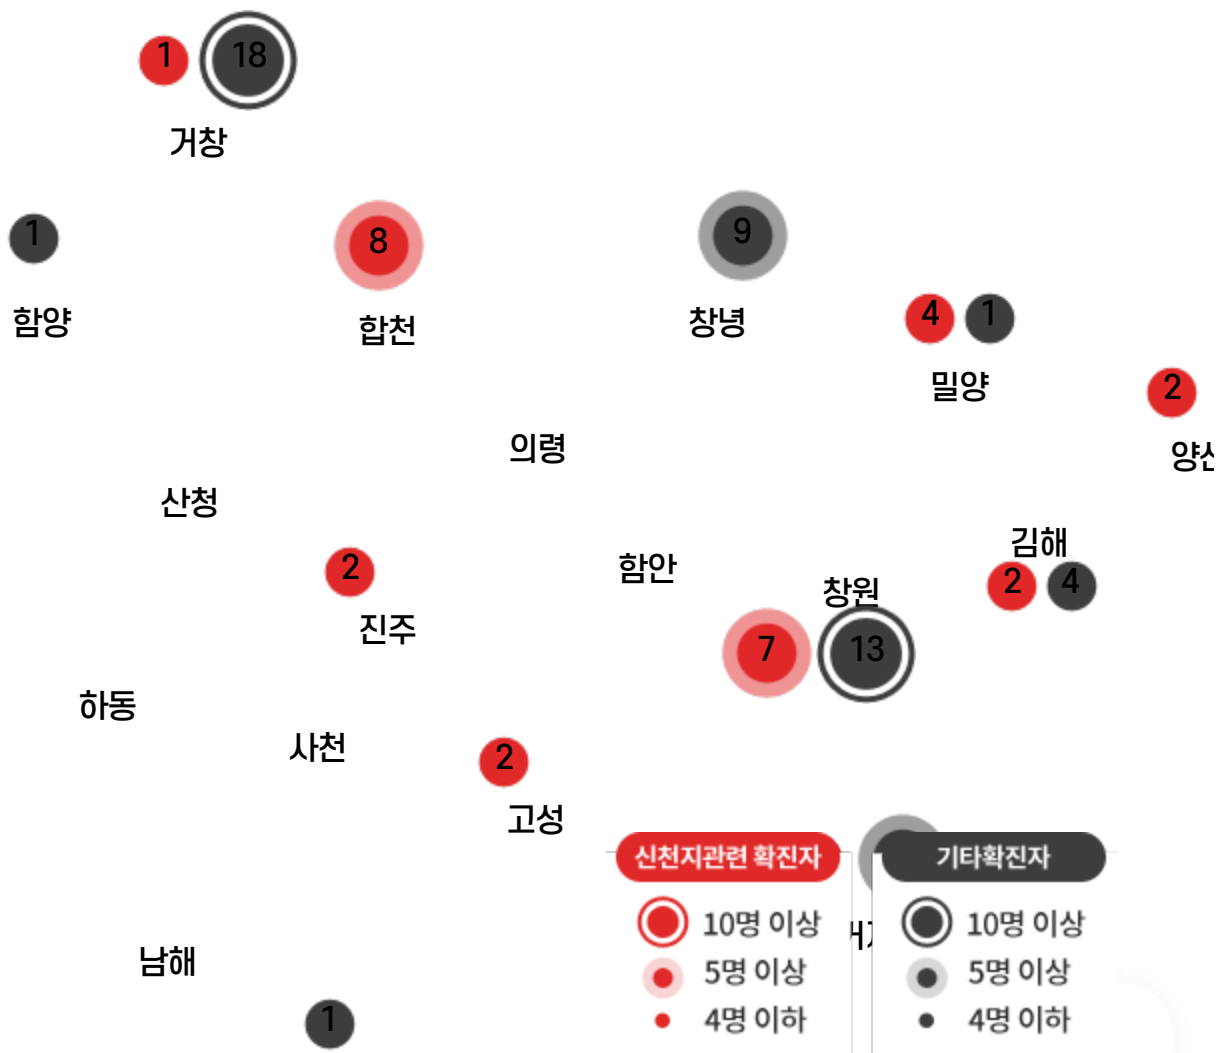 1 18
거창
1
함양
8
합천
9
창녕
4 1
밀양
2
의령
산청
2
진주
함안
김해
2 4
창원
7 13
하동
사천
2
고성
남해
1
신천지관련 확진자
10명 이상
5명 이상
4명 이하
기타확진자
10명 이상
5명 이상
4명 이하